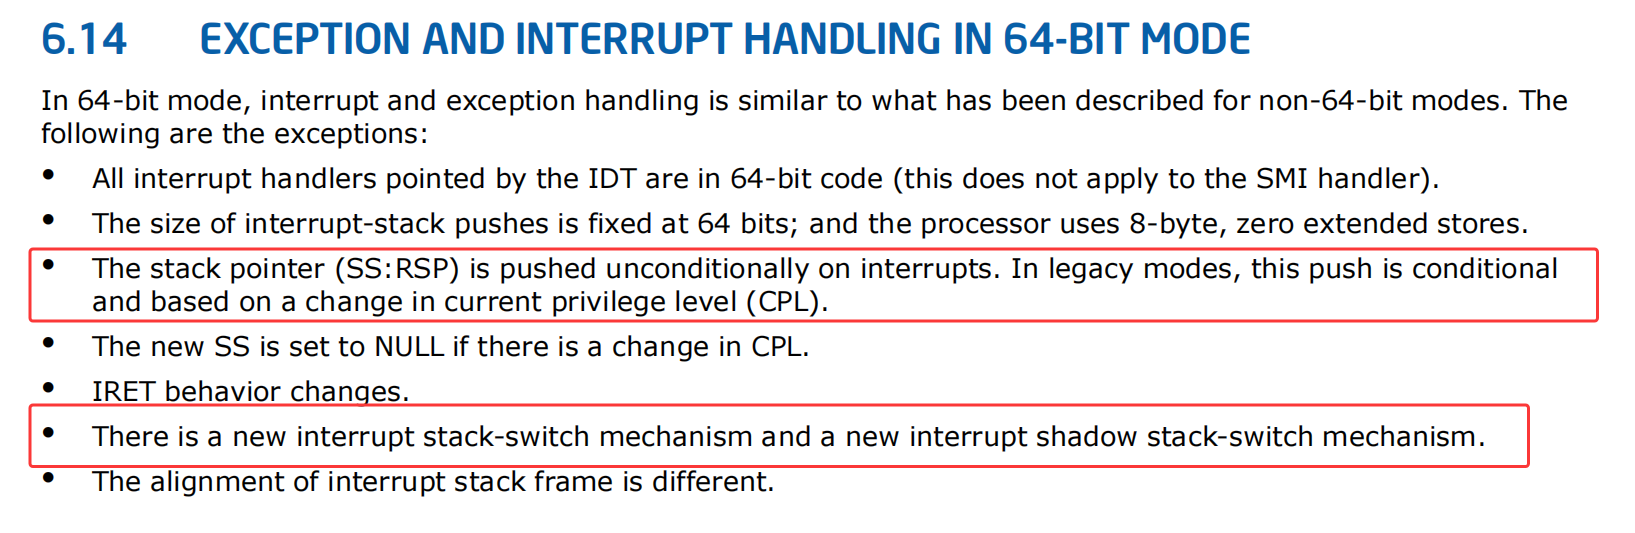 6.14 EXCEPTION AND INTERRUPT HANDLING IN 64-BIT MODE
In 64-bit mode, interrupt and exception handling is similar to what has been described for non-64-bit modes. The
following are the exceptions:
• All interrupt handlers pointed by the IDT are in 64-bit code (this does not apply to the SMI handler).
• The size of interrupt-stack pushes is fixed at 64 bits; and the processor uses 8-byte, zero extended stores.
• The stack pointer (SS:RSP) is pushed unconditionally on interrupts. In legacy modes, this push is conditional
and based on a change in current privilege level (CPL).
• The new SS is set to NULL if there is a change in CPL.
• IRET behavior changes.
• There is a new interrupt stack-switch mechanism and a new interrupt shadow stack-switch mechanism.
• The alignment of interrupt stack frame is different.